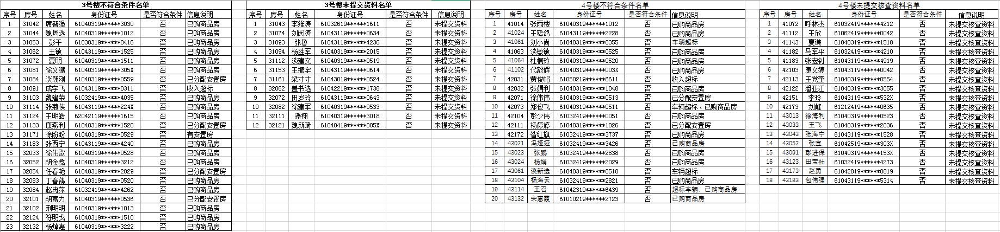 3号楼不符合条件名单
序号 房号 姓名 身份证号 是否符合条件 信息说明
1 31042 席智强 61040319******3030 否 已购商品房
2 31044 魏周选 61040319******1012 否 已购商品房
3 31053 彭干 61030319******0416 否 已购商品房
4 31062 王敏 61043119******1525 否 已购商品房
5 31072 夏明 61040319******1511 否 已购商品房
6 31081 徐文鹏 61040319******305X 否 已购商品房
7 31084 淡朝刚 61040319******0559 否 已分配安置房
8 31091 成宇飞 61043119******0311 否 收入超标
9 31103 魏建荣 61032419******4035 否 已购商品房
10 31114 张菊侠 61043119******224X 否 已购商品房
11 31124 王明皓 62042119******1615 否 已购商品房
12 31133 康燕利 61040319******1520 否 已分配安置房
13 31171 徐盼盼 61040319******0529 否 有安置房
14 31183 张西宁 61043119******4240 否 已购商品房
15 32033 徐伟歌 61040319******0528 否 已购商品房
16 32052 胡金鑫 61040319******3212 否 已购商品房
17 32054 任春艳 61040319******2029 否 已分配安置房
18 32083 丁春鸽 61040319******0520 否 已购商品房
19 32084 赵冉萍 61032419******4262 否 已购商品房
20 32101 胡富力 61040319******0536 否 已分配安置房
21 32102 荆明明 61040319******1013 否 已购商品房
22 32124 符明戈 61040319******1510 否 已购商品房
23 32132 杨焯惠 61040319******3222 否 已购商品房
3号楼未提交资料名单
序号 房号 姓名 身份证号 是否符合条件 信息说明
1 31043 李维涛 61032619******1611 否 未提交资料
2 31074 刘闵涛 61043119******0634 否 未提交资料
3 31093 张鲁 61043119******4236 否 未提交资料
4 31094 杨胜军 61040319******2015 否 未提交资料
5 31112 淡建文 61040319******0519 否 未提交资料
6 31153 王振宇 61043119******0614 否 未提交资料
7 31161 梁寸寸 61043019******0524 否 未提交资料
8 32062 盖书选 61042219******1738 否 未提交资料
9 32072 田岁玲 61043119******0643 否 未提交资料
10 32082 徐建军 61040319******0533 否 未提交资料
11 32111 潘翔 61040319******3018 否 未提交资料
12 32121 魏新琦 61040419******005X 否 未提交资料
4号楼不符合条件名单
序号 房号 姓名 身份证号 是否符合条件 信息说明
1 41014 张雨楼 61040319******1012 否 已购商品房
2 41024 王聪鸽 61043119******2228 否 已购商品房
3 41061 刘小尚 61040319******0355 否 车辆超标
4 41063 淡敏敏 61040319******0525 否 已购商品房
5 41064 杜桐玲 61040319******0520 否 已购商品房
6 41102 代毅辉 61040319******003X 否 已购商品房
7 42031 贾俊帽 61050219******6611 否 收入超标
8 42032 张娟利 61040319******1048 否 已购商品房
9 42071 徐伟伟 61040319******0513 否 已分配安置房
10 42073 郑俊飞 61040319******0511 否 车辆超标、已购商品房
11 42104 彭少伟 61032419******0051 否 已购商品房
12 42111 杨婷婷 61040319******1026 否 已分配安置房
13 42172 昝红旗 61032419******3737 否 已购商品房
14 43021 冯娅娅 61032419******3426 否 已购商品房
15 43023 张鹏 61032419******2838 否 已购商品房
16 43024 杨娟 61032419******2029 否 已购商品房
17 43061 淡新选 61040319******0518 否 车辆超标
18 43104 杨海云 61032419******2821 否 已购商品房
19 43114 王召 61042319******6439 否 超标车辆、已购商品房
20 43132 宋惠霞 61010219******2723 否 已购商品房
4号楼未提交核查资料名单
序号 房号 姓名 身份证号 是否符合条件 信息说明
1 41072 呼林杰 61032419******4212 否 未提交核查资料
2 41112 王欣 61062419******0042 否 未提交核查资料
3 41143 夏谦 61040319******1518 否 未提交核查资料
4 41182 马军平 61032419******4210 否 未提交核查资料
5 41183 张宏钊 61043119******4919 否 未提交核查资料
6 42103 康文婷 61043119******0042 否 未提交核查资料
7 42113 王党奎 61040319******0554 否 未提交核查资料
8 42122 潘亚江 61040319******3055 否 未提交核查资料
9 42151 李玲 61043119******532X 否 未提交核查资料
10 42173 刘峰 61212419******0635 否 未提交核查资料
11 43013 徐海利 61040319******0523 否 未提交核查资料
12 43033 王飞 61040319******2036 否 未提交核查资料
13 43043 张海宁 61043119******1528 否 未提交核查资料
14 43052 张宣 61042519******303X 否 未提交核查资料
15 43091 彭进保 61040319******153X 否 未提交核查资料
16 43123 田宝社 61032419******4273 否 未提交核查资料
17 43173 赵勇 61042819******0819 否 未提交核查资料
18 43183 包伟强 61043119******5314 否 未提交核查资料